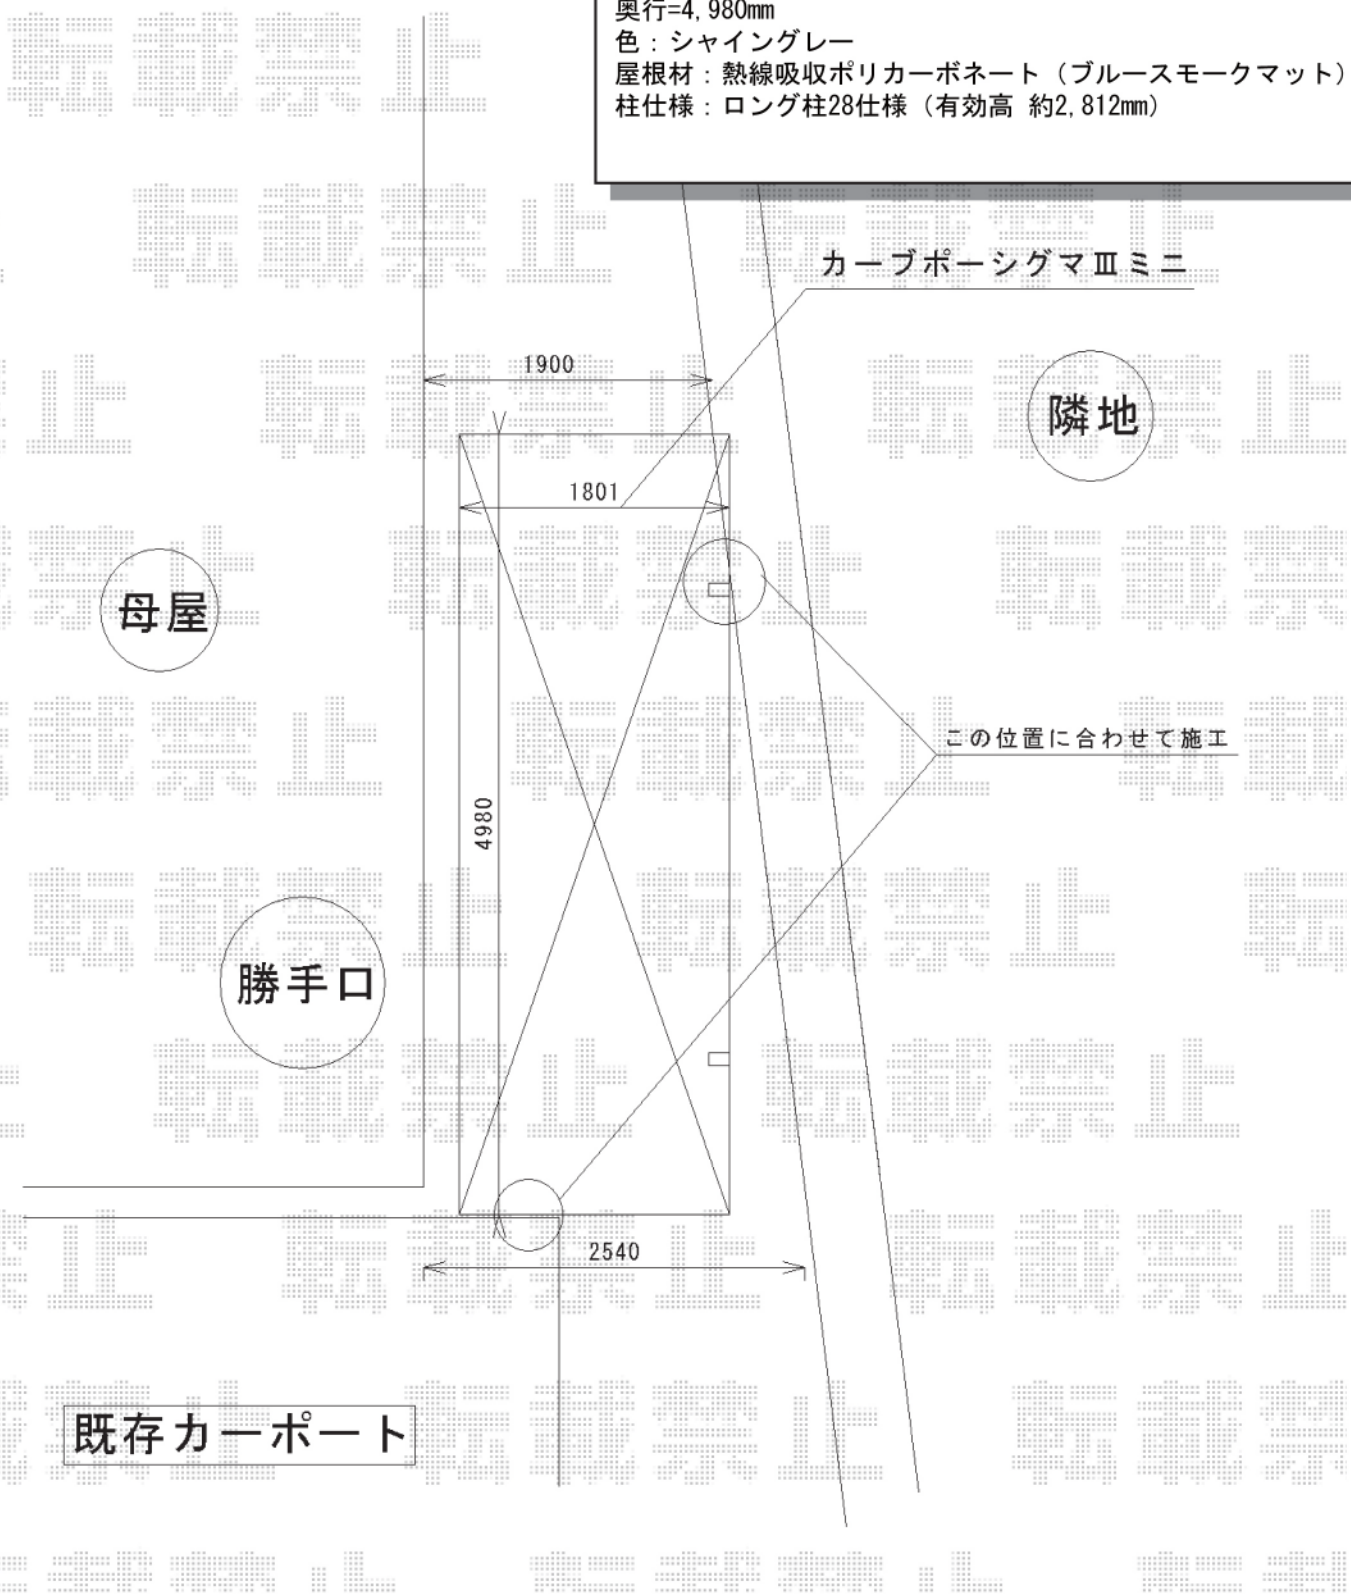 奥行=4,980mm
色：シャイングレー
屋根材：熱線吸収ポリカーボネート（ブルースモークマット）
柱仕様：ロング柱28仕様（有効高 約2,812mm）
カーブポーシグマⅢミニ
1900
隣地
1801
母屋
この位置に合わせて施工
4980
勝手口
2540
既存カーポート
転載禁止